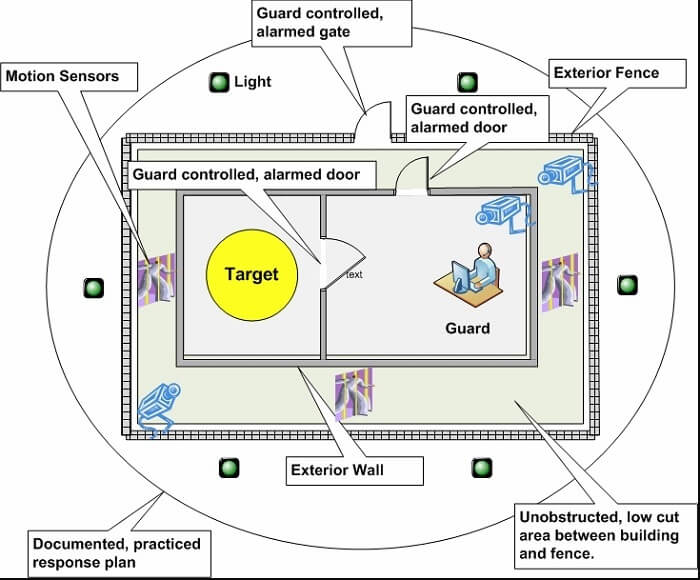 Guard controlled,
alarmed gate
Motion Sensors
Light
Exterior Fence
Guard controlled,
alarmed door
Guard controlled, alarmed door
Target
text
Guard
Exterior Wall
Unobstructed, low cut
area between building
and fence.
Documented, practiced
response plan